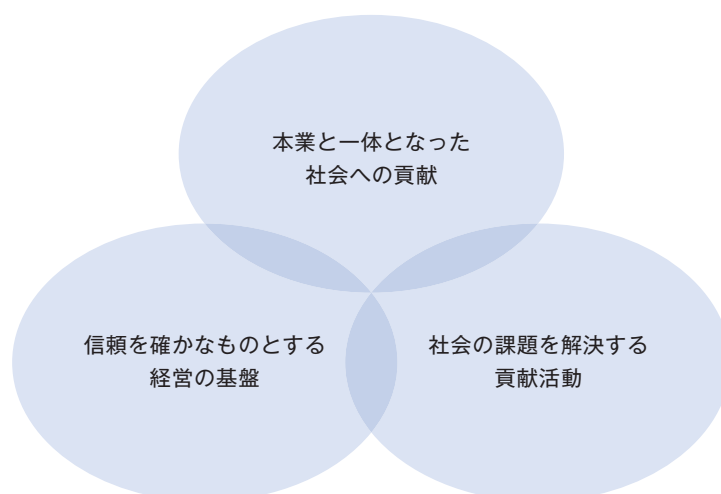 本業と一体となった
社会への貢献
信頼を確かなものとする
経営の基盤
社会の課題を解決する
貢献活動